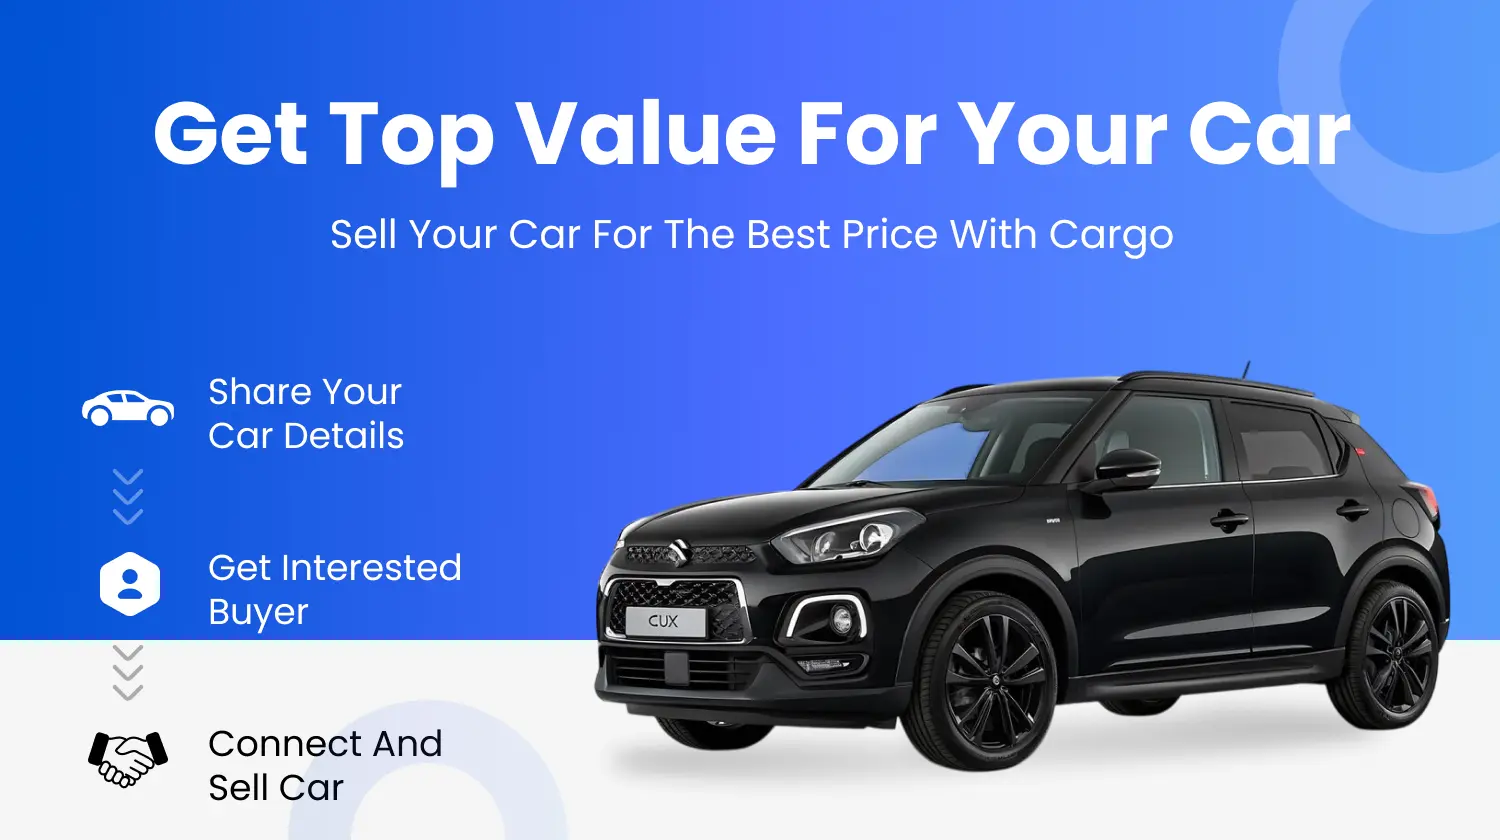 Get Top Value For Your Car
Sell Your Car For The Best Price With Cargo
Share Your
Car Details
Get Interested
Buyer
CUX
Connect And
Sell Car